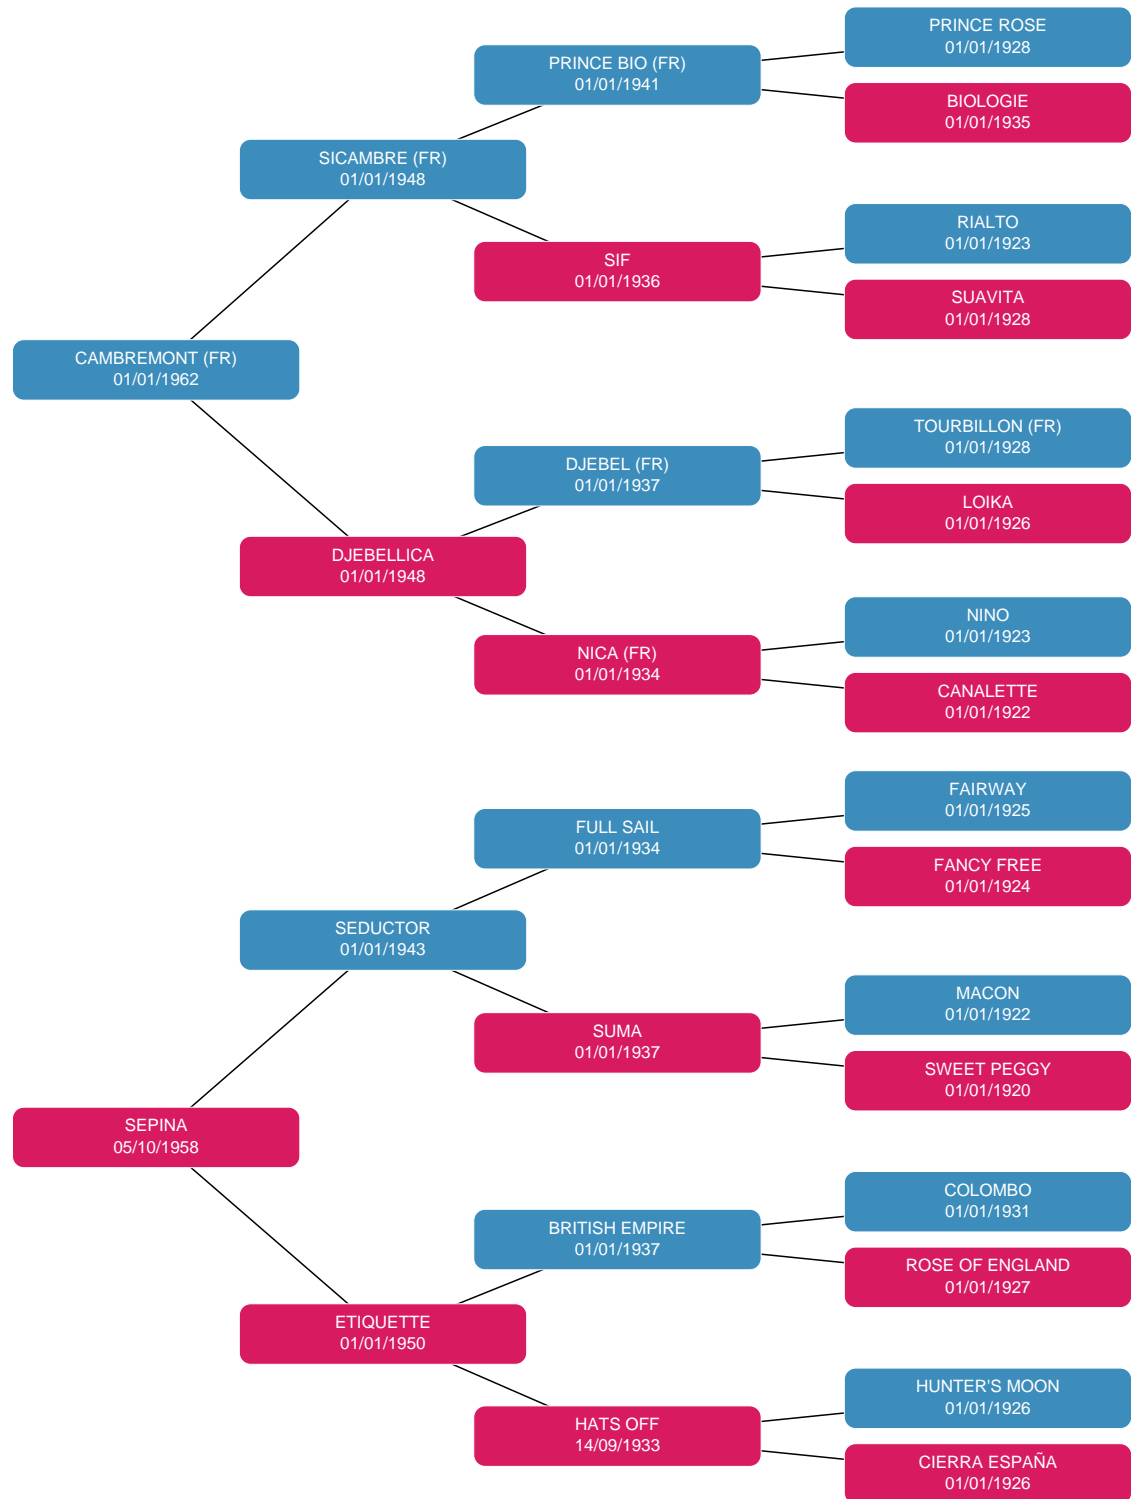 PRINCE ROSE
01/01/1928
PRINCE BIO (FR)
01/01/1941
BIOLOGIE
01/01/1935
SICAMBRE (FR)
01/01/1948
RIALTO
01/01/1923
SIF
01/01/1936
SUAVITA
01/01/1928
CAMBREMONT (FR)
01/01/1962
TOURBILLON (FR)
01/01/1928
DJEBEL (FR)
01/01/1937
LOIKA
01/01/1926
DJEBELLICA
01/01/1948
NINO
01/01/1923
NICA (FR)
01/01/1934
CANALETTE
01/01/1922
FAIRWAY
01/01/1925
FULL SAIL
01/01/1934
FANCY FREE
01/01/1924
SEDUCTOR
01/01/1943
MACON
01/01/1922
SUMA
01/01/1937
SWEET PEGGY
01/01/1920
SEPINA
05/10/1958
COLOMBO
01/01/1931
BRITISH EMPIRE
01/01/1937
ROSE OF ENGLAND
01/01/1927
ETIQUETTE
01/01/1950
HUNTER'S MOON
01/01/1926
HATS OFF
14/09/1933
CIERRA ESPAÑA
01/01/1926